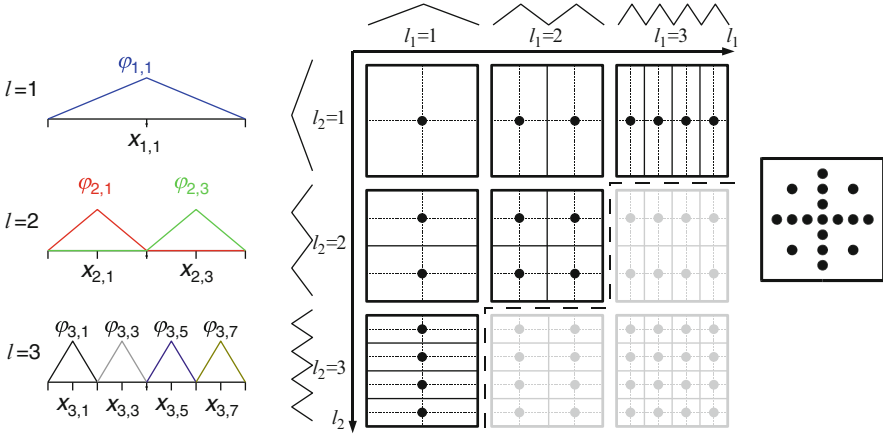 l=1
φ1,1
x1,1
l=2
φ2,1 φ2,3
x2,1 x2,3
l=3
φ3,1 φ3,3 φ3,5 φ3,7
x3,1 x3,3 x3,5 x3,7
l1=1 l1=2 l1=3 l1
l2=1
l2=2
l2=3
l2